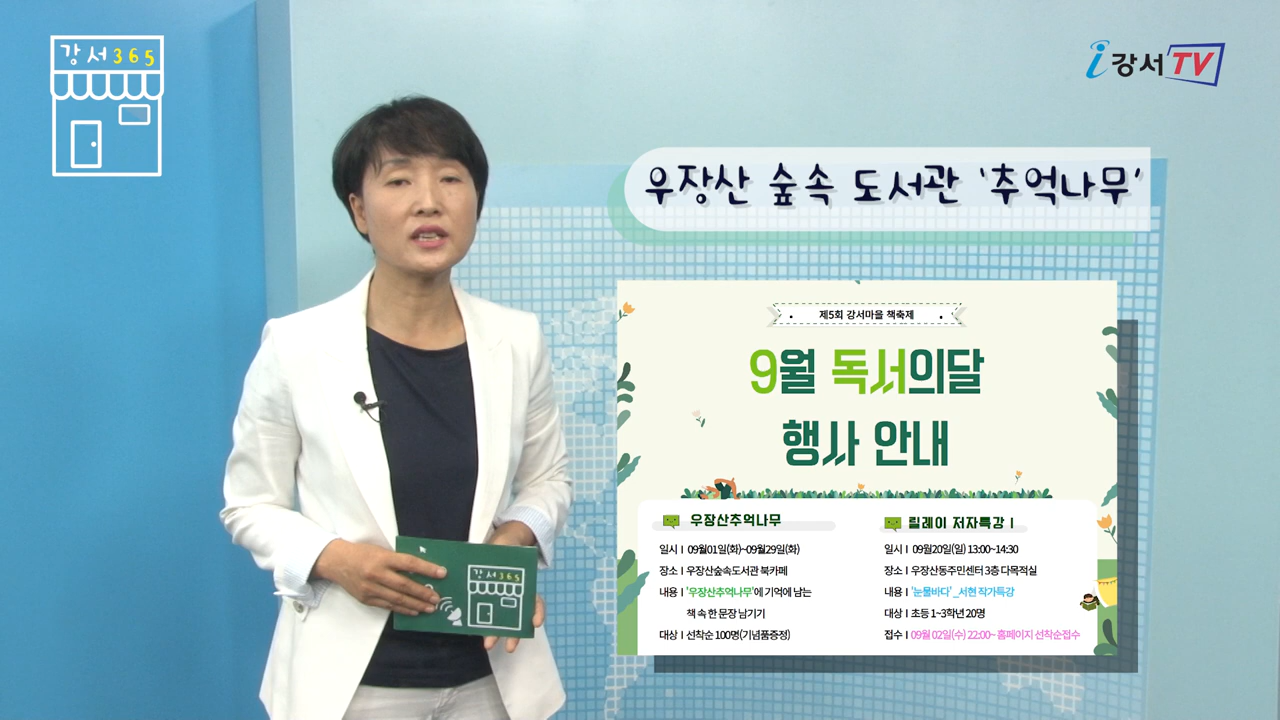 강서365
i강서TV
우장산 숲속 도서관 '추억나무'
제5회 강서마을 책축제
9월 독서의달
행사 안내
우장산추억나무
일시 | 09월01일(화)~09월29일(화)
장소 | 우장산숲속도서관 북카페
내용 | '우장산추억나무'에 기억에 남는
책 속 한 문장 남기기
대상 | 선착순 100명(기념품증정)
릴레이 저자특강 |
일시 | 09월20일(일) 13:00~14:30
장소 | 우장산동주민센터 3층 다목적실
내용 | '눈물바다' _서현 작가특강
대상 | 초등 1~3학년 20명
접수 | 09월 02일(수) 22:00~ 홈페이지 선착순접수
강서365